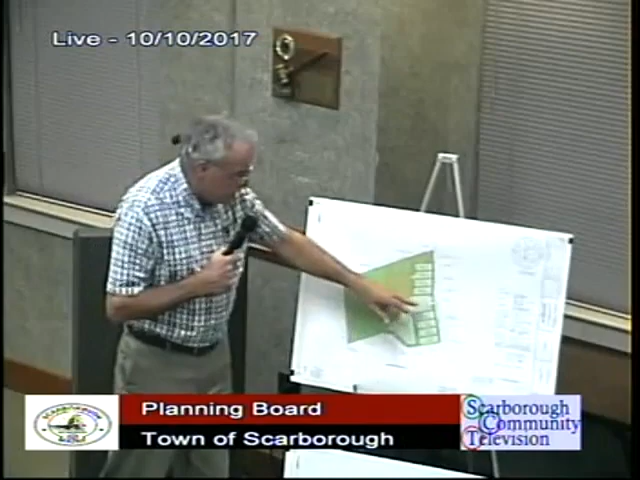 Live - 10/10/2017
Planning Board
Town of Scarborough
Scarborough
Community
Television